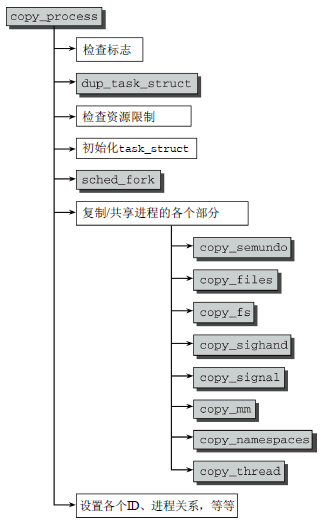 copy_process
检查标志
dup_task_struct
检查资源限制
初始化task_struct
sched_fork
复制/共享进程的各个部分
copy_semundo
copy_files
copy_fs
copy_sighand
copy_signal
copy_mm
copy_namespaces
copy_thread
设置各个ID、进程关系，等等